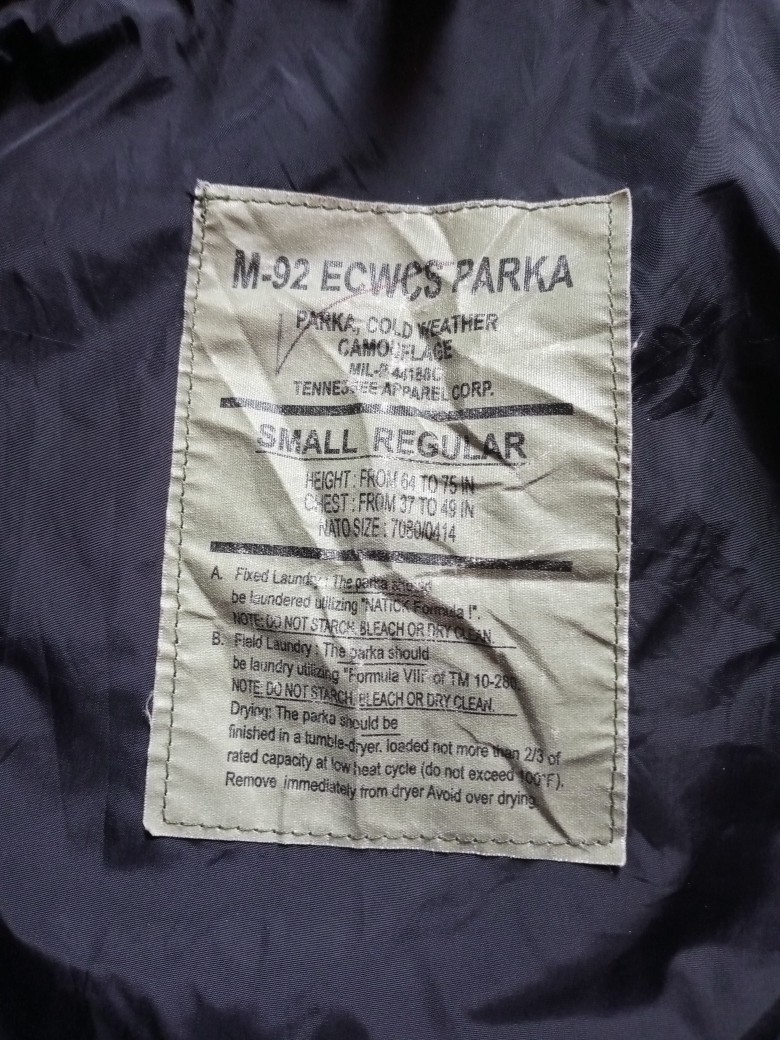 M-92 ECWCS PARKA
PARKA, COLD WEATHER
CAMOUFLAGE
MIL-P-44188C
TENNESSEE APPAREL CORP.
SMALL REGULAR
HEIGHT : FROM 64 TO 75 IN
CHEST : FROM 37 TO 49 IN
NATO SIZE : 7080/0414
A. Fixed Laundry : The parka should
be laundered utilizing "NATICK Formula I".
NOTE: DO NOT STARCH, BLEACH OR DRY CLEAN.
B. Field Laundry : The parka should
be laundry utilizing "Formula VII" of TM 10-280.
NOTE: DO NOT STARCH, BLEACH OR DRY CLEAN.
Drying: The parka should be
finished in a tumble-dryer. loaded not more than 2/3 of
rated capacity at low heat cycle (do not exceed 100°F).
Remove immediately from dryer Avoid over drying.